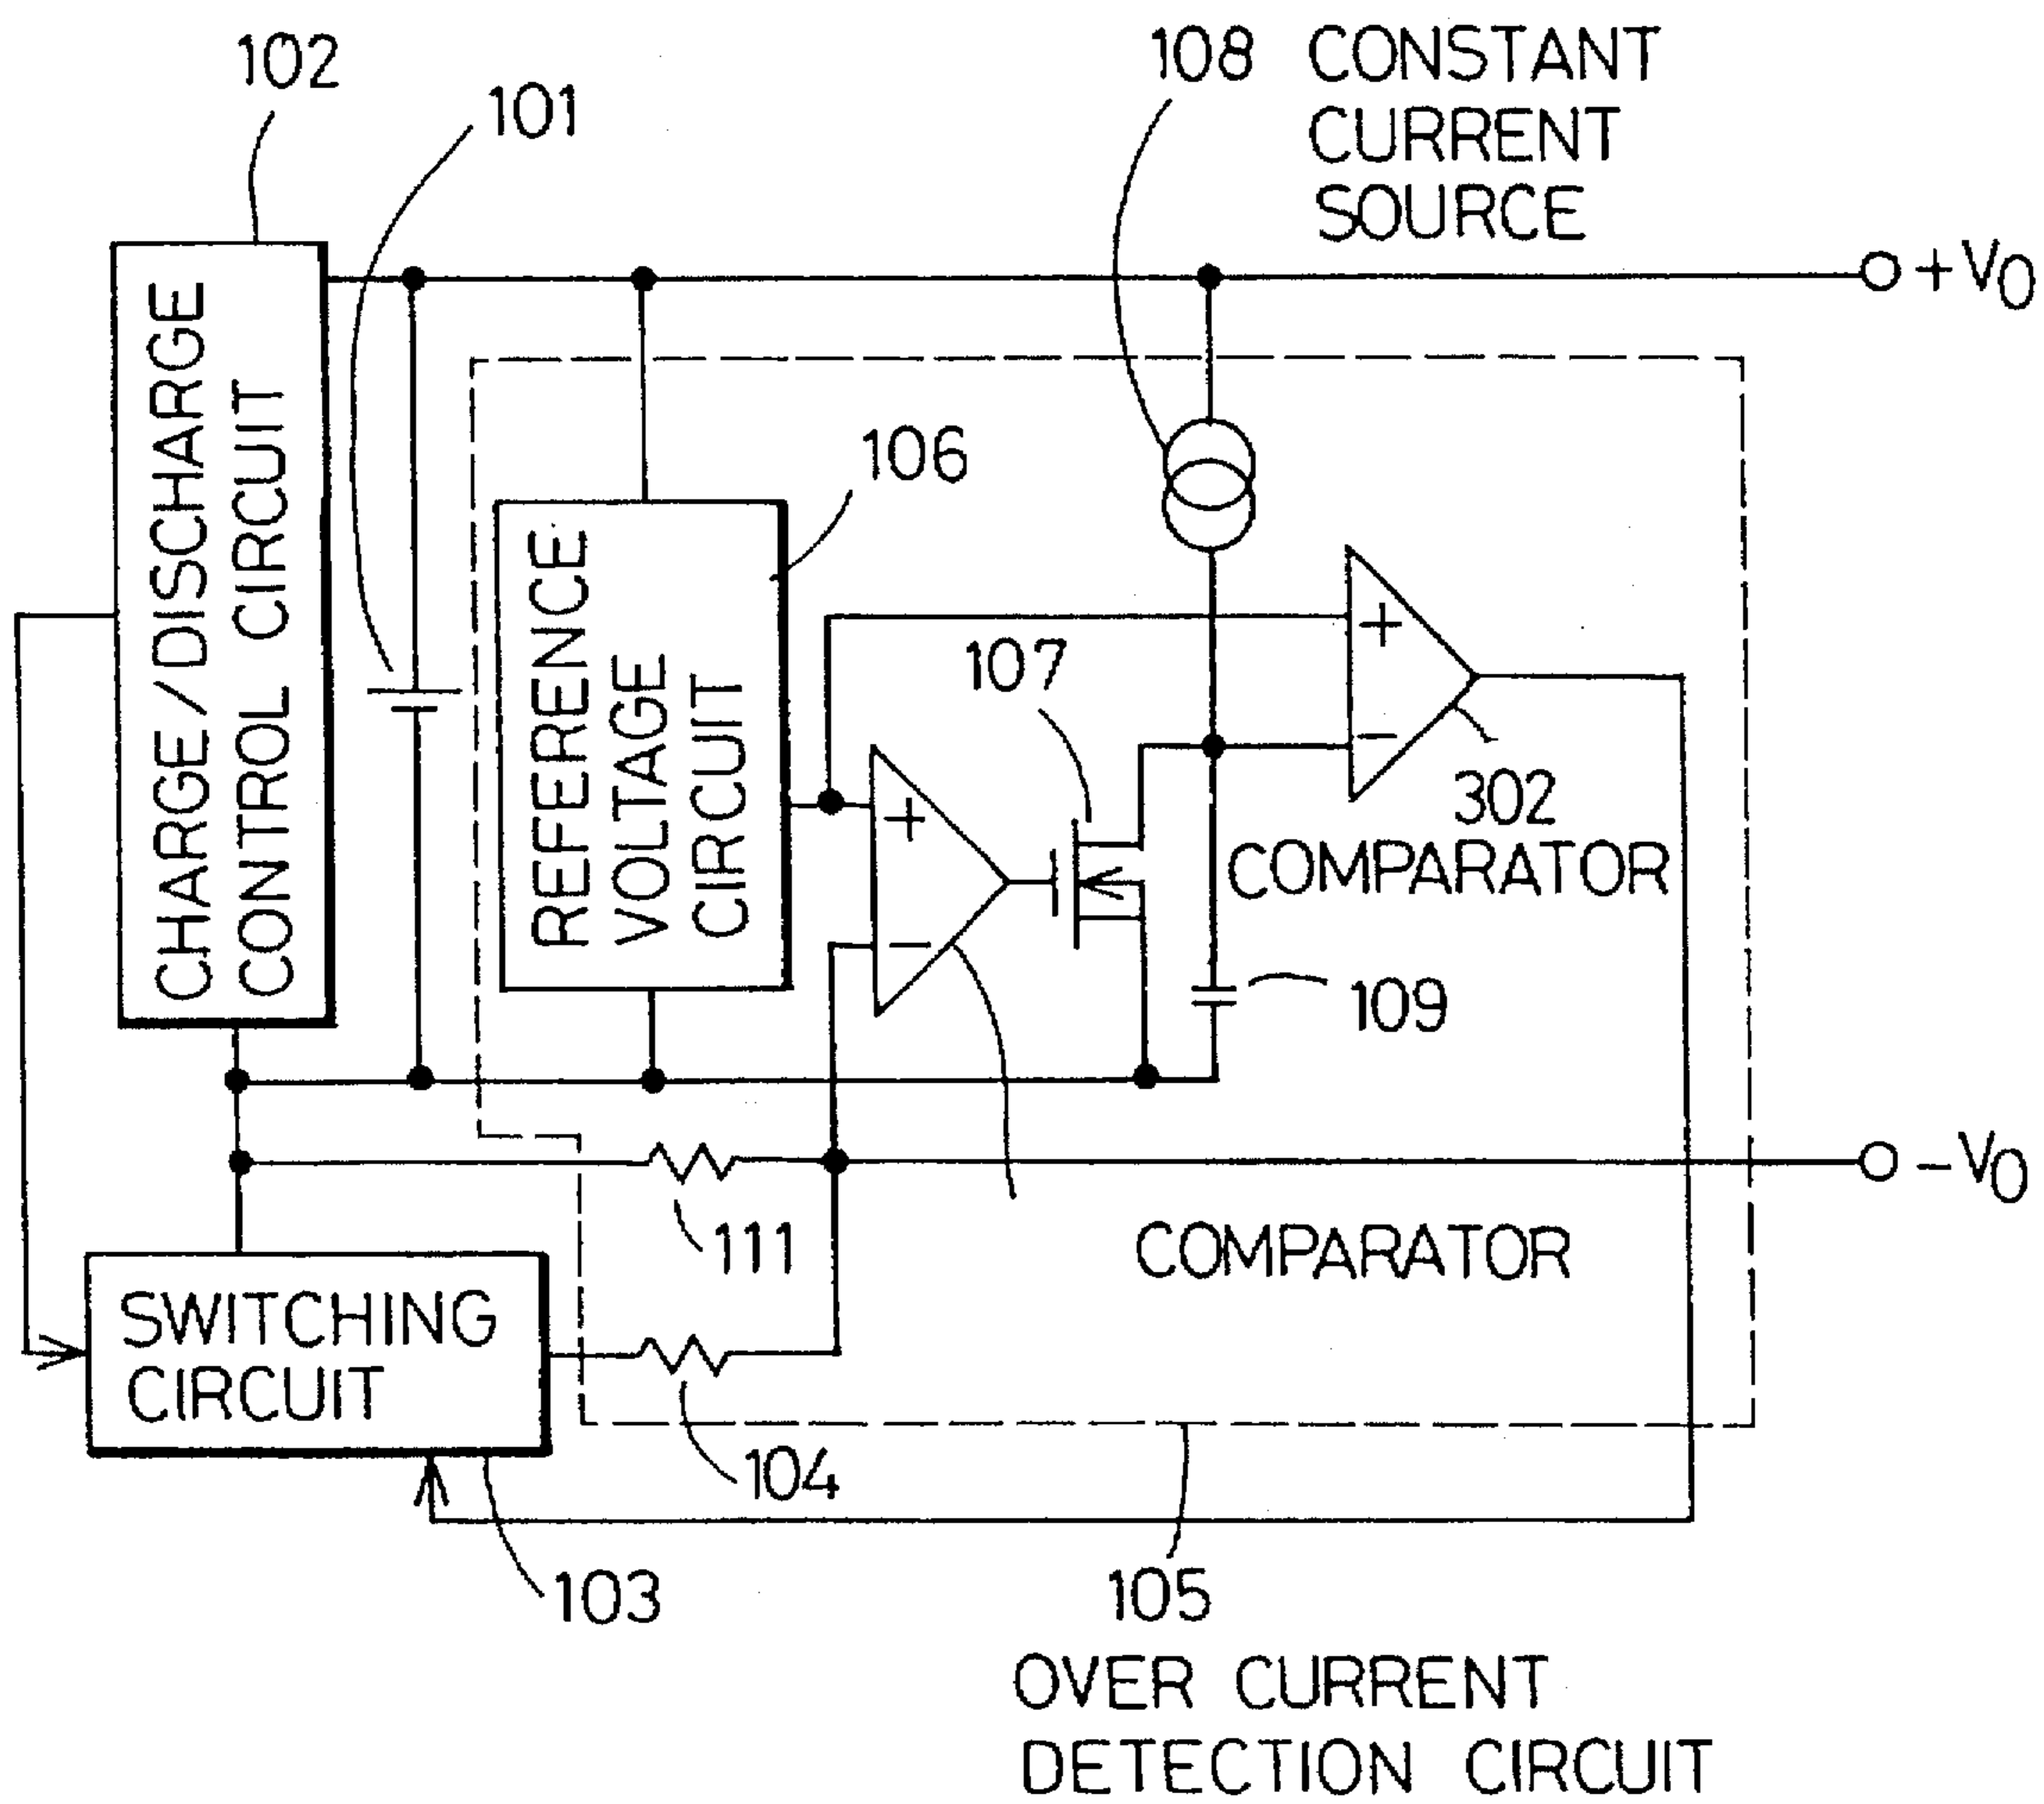 102
101
108 CONSTANT
CURRENT
SOURCE
+V0
CHARGE/DISCHARGE
CONTROL CIRCUIT
106
REFERENCE
VOLTAGE
CIRCUIT
107
+
-
302
COMPARATOR
+
-
109
-V0
111
COMPARATOR
SWITCHING
CIRCUIT
104
103
105
OVER CURRENT
DETECTION CIRCUIT